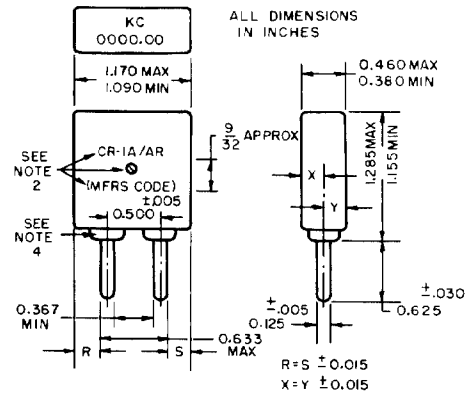 KC
0000.00
ALL DIMENSIONS
IN INCHES
1.170 MAX
1.090 MIN
0.460 MAX
0.380 MIN
SEE
NOTE
2
CR-1A/AR
(MFRS CODE)
±.005
0.500
9/32 APPROX
X
Y
1.285 MAX
1.155 MIN
SEE
NOTE
4
0.367
MIN
R
S
0.633
MAX
±.005
0.125
±.030
0.625
R=S ±0.015
X=Y ±0.015